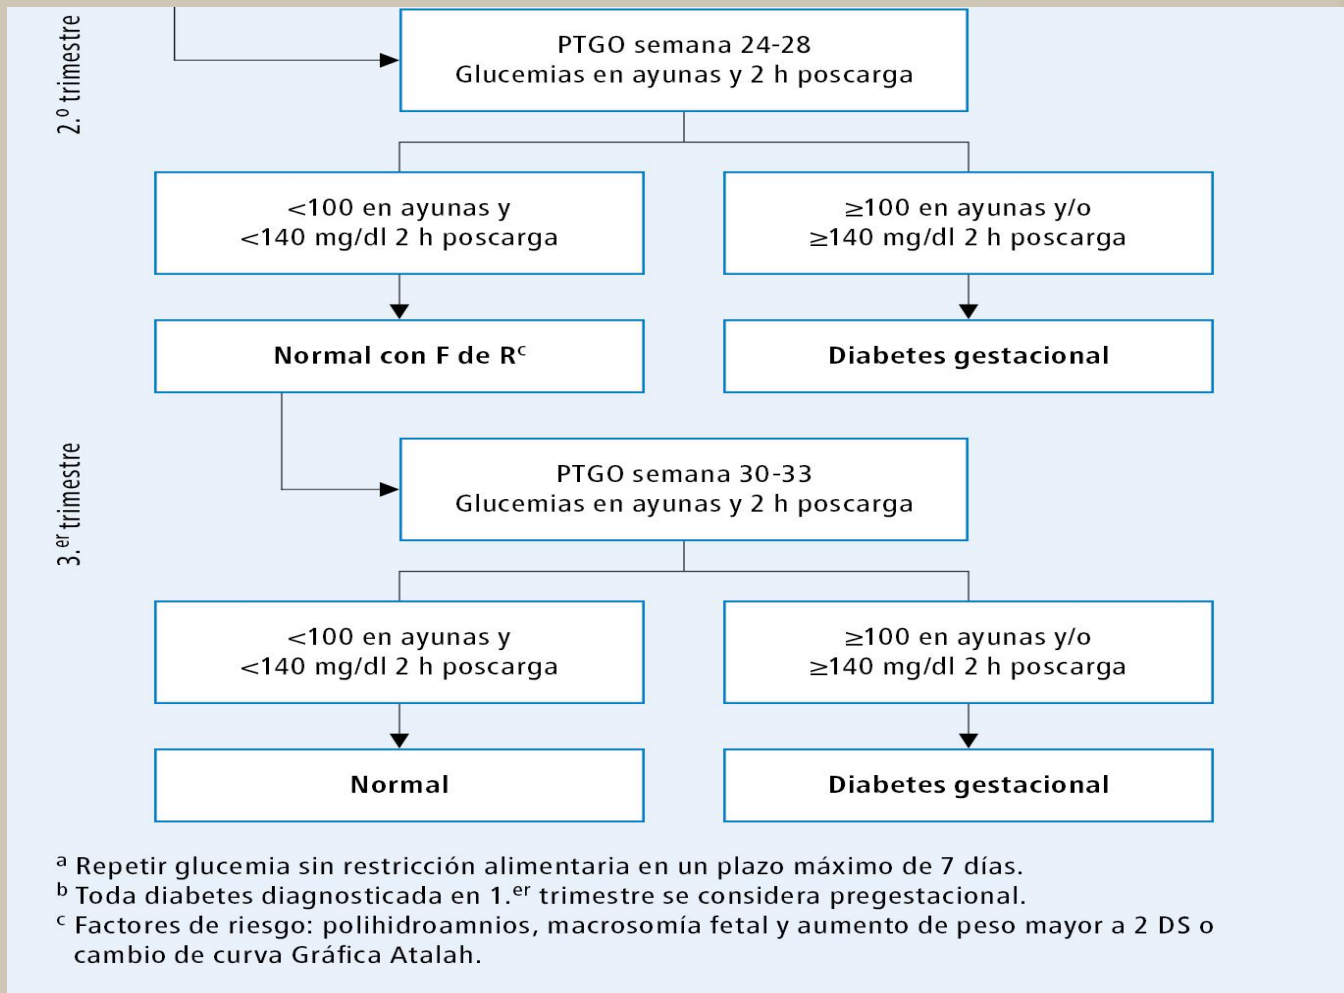 2.º trimestre
PTGO semana 24-28
Glucemias en ayunas y 2 h poscarga
<100 en ayunas y
<140 mg/dl 2 h poscarga
≥100 en ayunas y/o
≥140 mg/dl 2 h poscarga
Normal con F de Rᶜ
Diabetes gestacional
3.er trimestre
PTGO semana 30-33
Glucemias en ayunas y 2 h poscarga
<100 en ayunas y
<140 mg/dl 2 h poscarga
≥100 en ayunas y/o
≥140 mg/dl 2 h poscarga
Normal
Diabetes gestacional
ᵃ Repetir glucemia sin restricción alimentaria en un plazo máximo de 7 días.
ᵇ Toda diabetes diagnosticada en 1.er trimestre se considera pregestacional.
ᶜ Factores de riesgo: polihidroamnios, macrosomía fetal y aumento de peso mayor a 2 DS o
cambio de curva Gráfica Atalah.